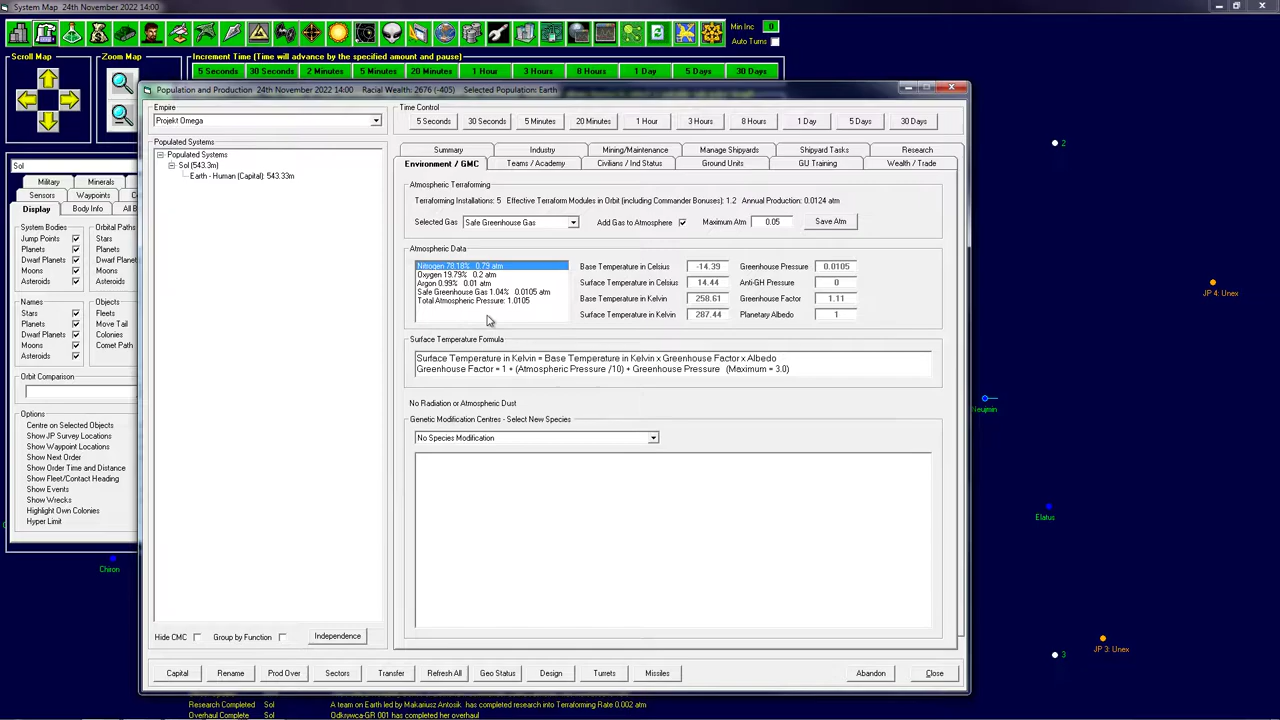 System Map 24th November 2022 14:00
Min Inc 0
Auto Turns
Scroll Map
Zoom Map
Increment Time (Time will advance by the specified amount and pause)
5 Seconds 30 Seconds 2 Minutes 5 Minutes 20 Minutes 1 Hour 3 Hours 8 Hours 1 Day 5 Days 30 Days
Population and Production 24th November 2022 14:00 Racial Wealth: 2676 (-405) Selected Population: Earth
Empire
Projekt Omega
Time Control
5 Seconds 30 Seconds 5 Minutes 20 Minutes 1 Hour 3 Hours 8 Hours 1 Day 5 Days 30 Days
Populated Systems
Populated Systems
Sol (543.3m)
Earth - Human (Capital): 543.33m
Summary Industry Mining/Maintenance Manage Shipyards Shipyard Tasks Research
Environment / GMC Teams / Academy Civilians / Ind Status Ground Units GU Training Wealth / Trade
Atmospheric Terraforming
Terraforming Installations: 5 Effective Terraform Modules in Orbit (including Commander Bonuses): 1.2 Annual Production: 0.0124 atm
Selected Gas Safe Greenhouse Gas Add Gas to Atmosphere Maximum Atm 0.05 Save Atm
Atmospheric Data
Nitrogen 78.18% 0.79 atm
Oxygen 19.79% 0.2 atm
Argon 0.99% 0.01 atm
Safe Greenhouse Gas 1.04% 0.0105 atm
Total Atmospheric Pressure: 1.0105
Base Temperature in Celsius -14.39 Greenhouse Pressure 0.0105
Surface Temperature in Celsius 14.44 Anti-GH Pressure 0
Base Temperature in Kelvin 258.61 Greenhouse Factor 1.11
Surface Temperature in Kelvin 287.44 Planetary Albedo 1
Surface Temperature Formula
Surface Temperature in Kelvin = Base Temperature in Kelvin x Greenhouse Factor x Albedo
Greenhouse Factor = 1 + (Atmospheric Pressure /10) + Greenhouse Pressure (Maximum = 3.0)
No Radiation or Atmospheric Dust
Genetic Modification Centres - Select New Species
No Species Modification
Hide CMC Group by Function Independence
Capital Rename Prod Over Sectors Transfer Refresh All Geo Status Design Turrets Missiles Abandon Close
Sol
Military Minerals
Sensors Waypoints
Display Body Info All B
System Bodies Orbital Paths
Jump Points Stars
Planets Planets
Dwarf Planets Dwarf P
Moons Moons
Asteroids Asteroids
Names Objects
Stars Fleets
Planets Move Tail
Dwarf Planets Colonies
Moons Comet Path
Asteroids
Orbit Comparison
Options
Centre on Selected Objects
Show JP Survey Locations
Show Waypoint Locations
Show Next Order
Show Order Time and Distance
Show Fleet/Contact Heading
Show Events
Show Wrecks
Highlight Own Colonies
Hyper Limit
Chiron
2
JP 4: Unex
Neujmin
Elatus
JP 3: Unex
3
Research Completed Sol A team on Earth led by Makariusz Antosik has completed research into Terraforming Rate 0.002 atm
Overhaul Complete Sol Odkrywca-GR 001 has completed her overhaul